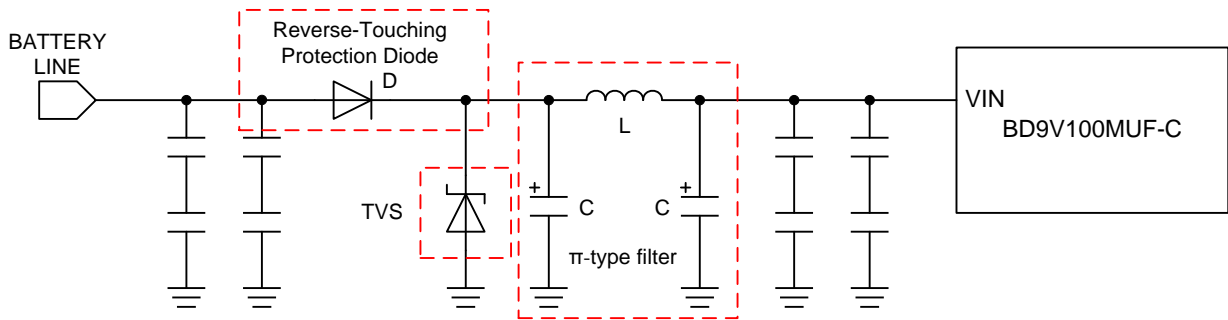 BATTERY
LINE
Reverse-Touching
Protection Diode
D
L
VIN
BD9V100MUF-C
TVS
+
C
C
+
π-type filter